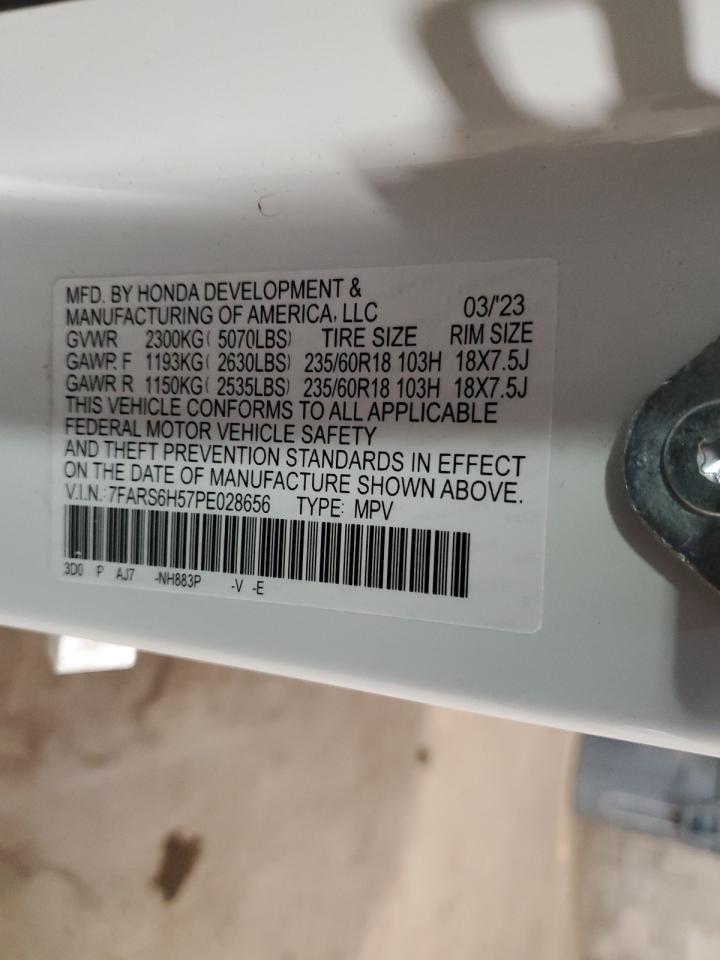 MFD. BY HONDA DEVELOPMENT &
MANUFACTURING OF AMERICA, LLC 03/'23
GVWR 2300KG( 5070LBS) TIRE SIZE RIM SIZE
GAWR F 1193KG( 2630LBS) 235/60R18 103H 18X7.5J
GAWR R 1150KG( 2535LBS) 235/60R18 103H 18X7.5J
THIS VEHICLE CONFORMS TO ALL APPLICABLE
FEDERAL MOTOR VEHICLE SAFETY
AND THEFT PREVENTION STANDARDS IN EFFECT
ON THE DATE OF MANUFACTURE SHOWN ABOVE.
V.I.N.: 7FARS6H57PE028656 TYPE: MPV
3D0 P AJ7 -NH883P -V -E